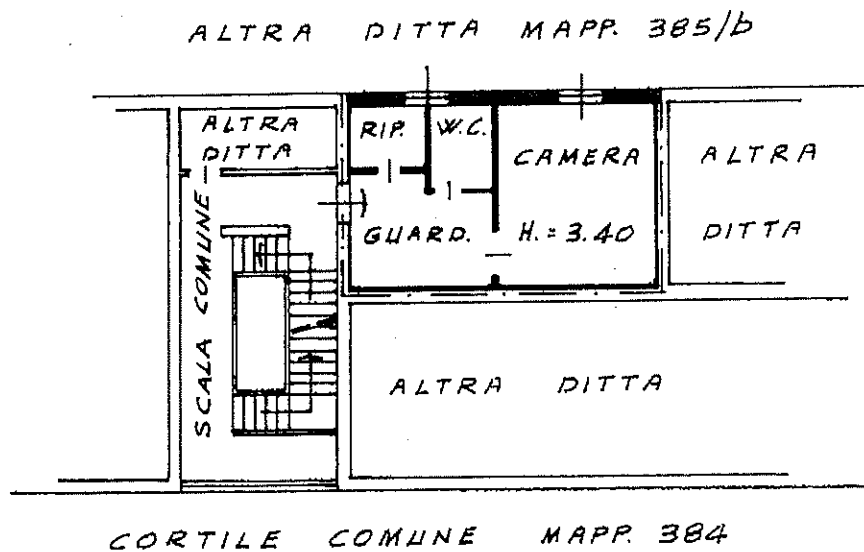 ALTRA DITTA MAPP. 385/b
ALTRA
DITTA
RIP.
W.C.
CAMERA
ALTRA
DITTA
GUARD.
H. = 3.40
SCALA COMUNE
ALTRA DITTA
CORTILE COMUNE MAPP. 384